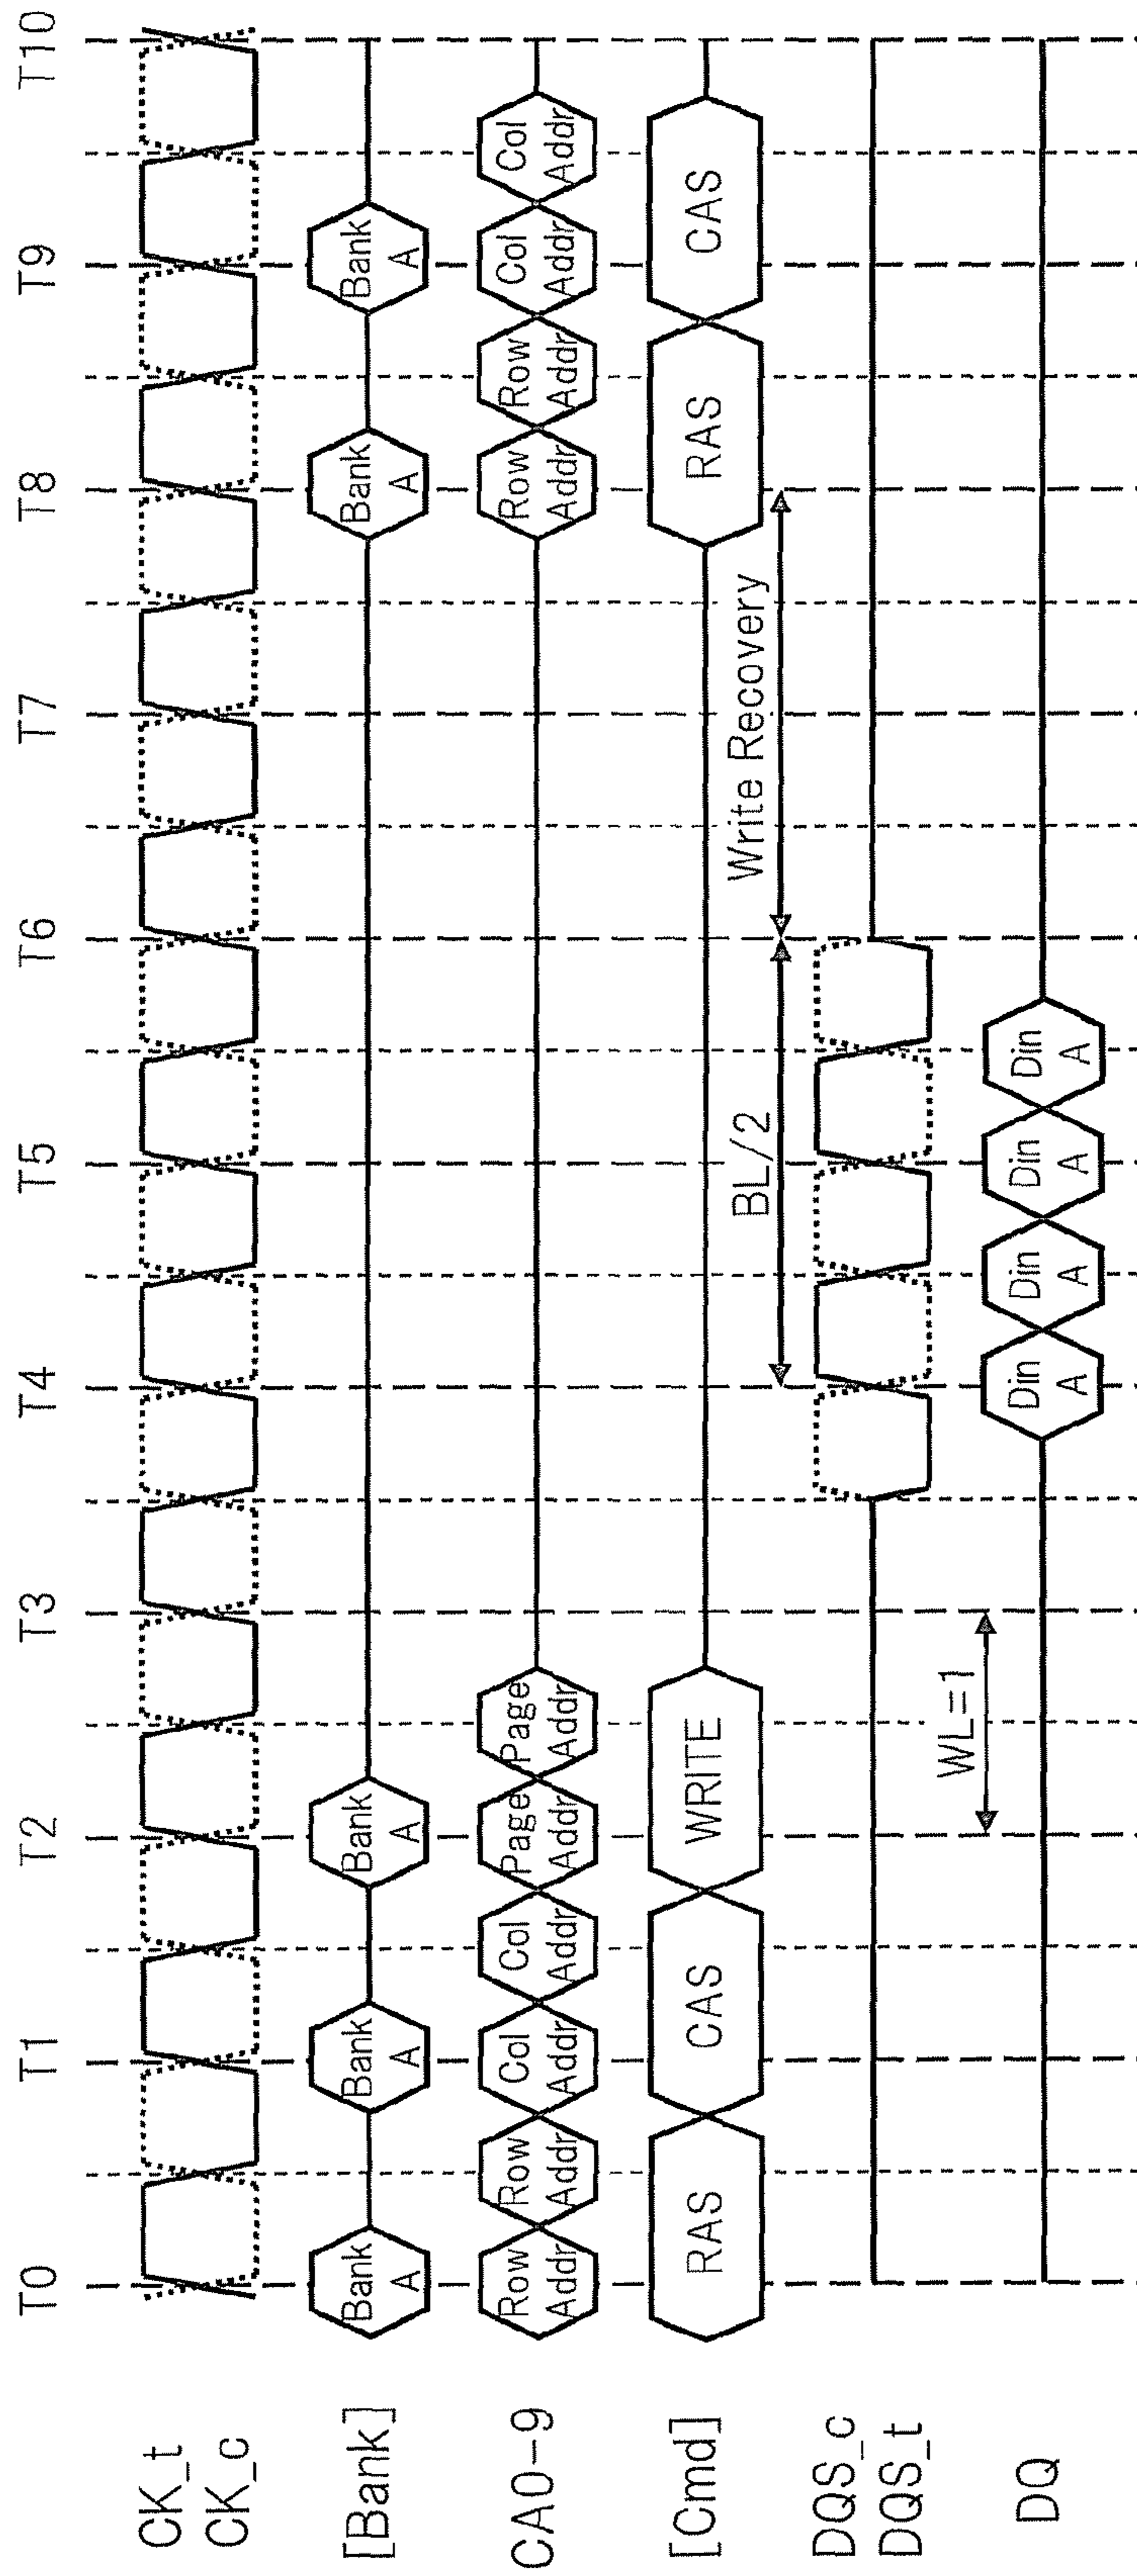 T0 T1 T2 T3 T4 T5 T6 T7 T8 T9 T10
CK_t
CK_c
[Bank]
Bank A Bank A Bank A Bank A Bank A
CA0-9
Row Addr Row Addr Col Addr Col Addr Page Addr Page Addr Row Addr Row Addr Col Addr Col Addr
[Cmd]
RAS CAS WRITE RAS CAS
BL/2 Write Recovery
DQS_c
DQS_t
WL=1
DQ
Din A Din A Din A Din A